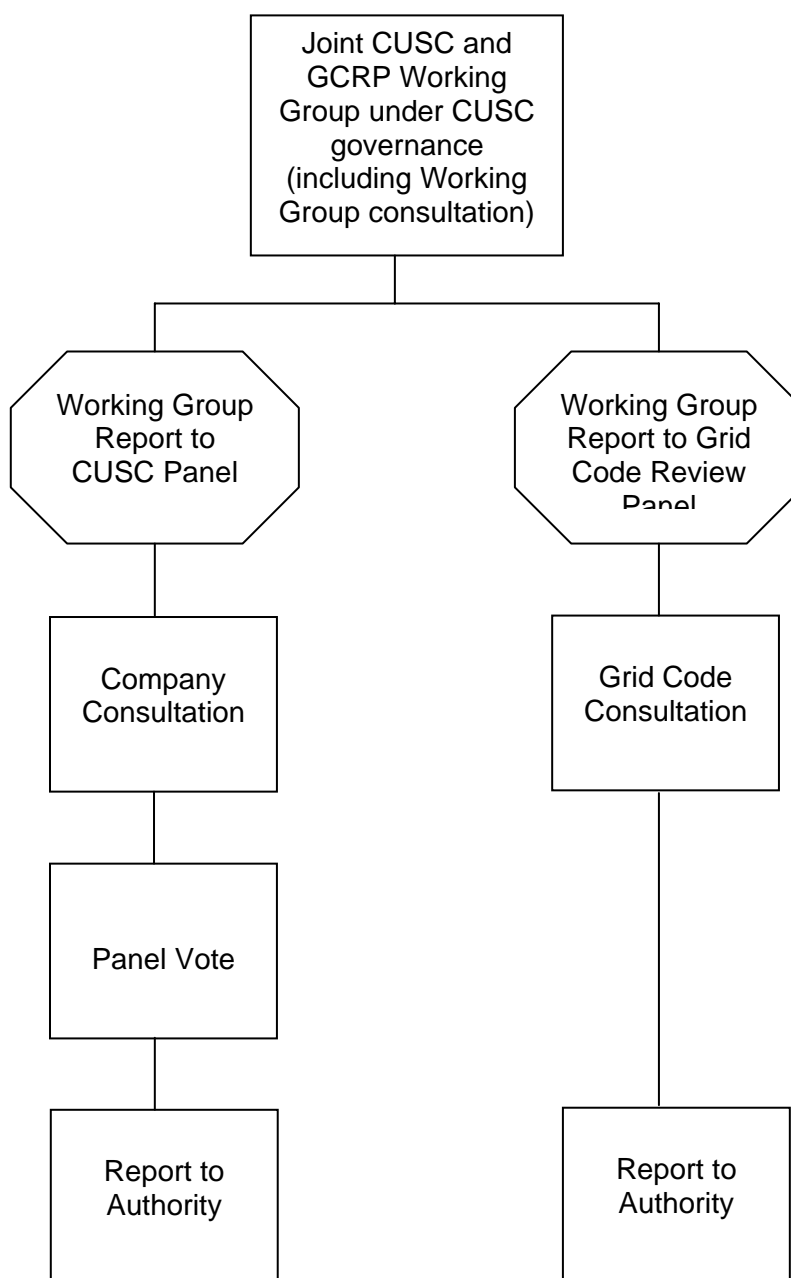 Joint CUSC and
GCRP Working
Group under CUSC
governance
(including Working
Group consultation)
Working Group
Report to
CUSC Panel
Working Group
Report to Grid
Code Review
Panel
Company
Consultation
Grid Code
Consultation
Panel Vote
Report to
Authority
Report to
Authority